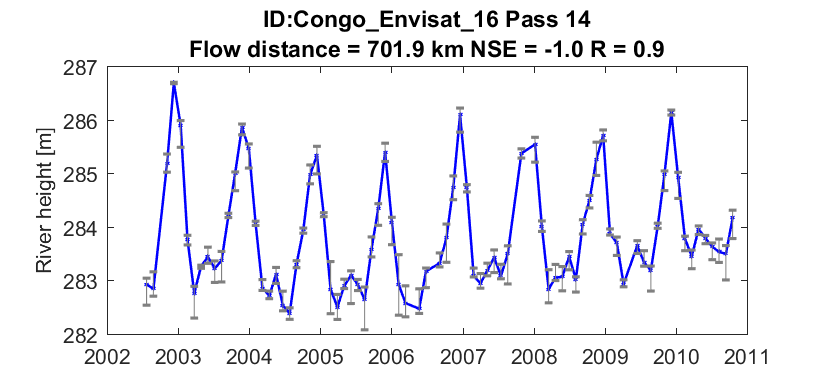 ID:Congo_Envisat_16 Pass 14
Flow distance = 701.9 km NSE = -1.0 R = 0.9
River height [m]
287
286
285
284
283
282
2002 2003 2004 2005 2006 2007 2008 2009 2010 2011